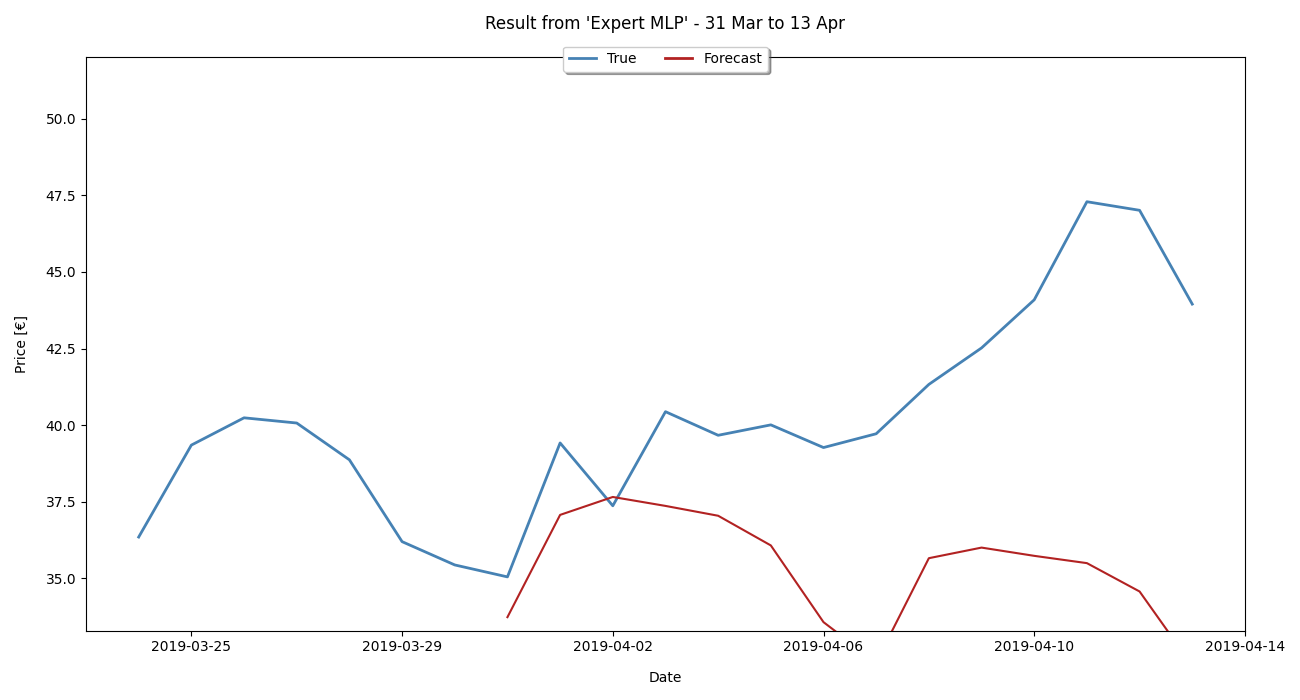 Result from 'Expert MLP' - 31 Mar to 13 Apr
True Forecast
50.0
47.5
45.0
42.5
40.0
37.5
35.0
Price [€]
2019-03-25 2019-03-29 2019-04-02 2019-04-06 2019-04-10 2019-04-14
Date